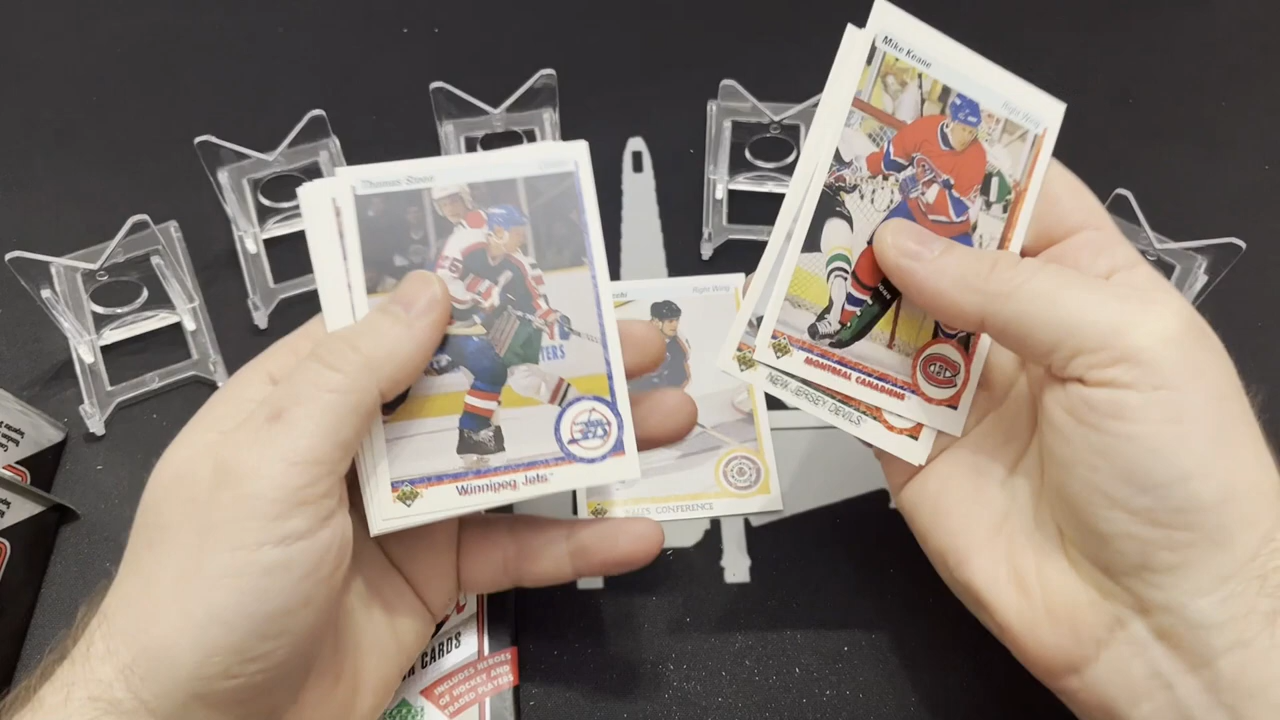 Mike Keane
Right Wing
MONTREAL CANADIENS
NEW JERSEY DEVILS
Thomas Steen
Winnipeg Jets
Right Wing
WALES CONFERENCE
CARDS
INCLUDES HEROES
OF HOCKEY AND
TRADED PLAYERS